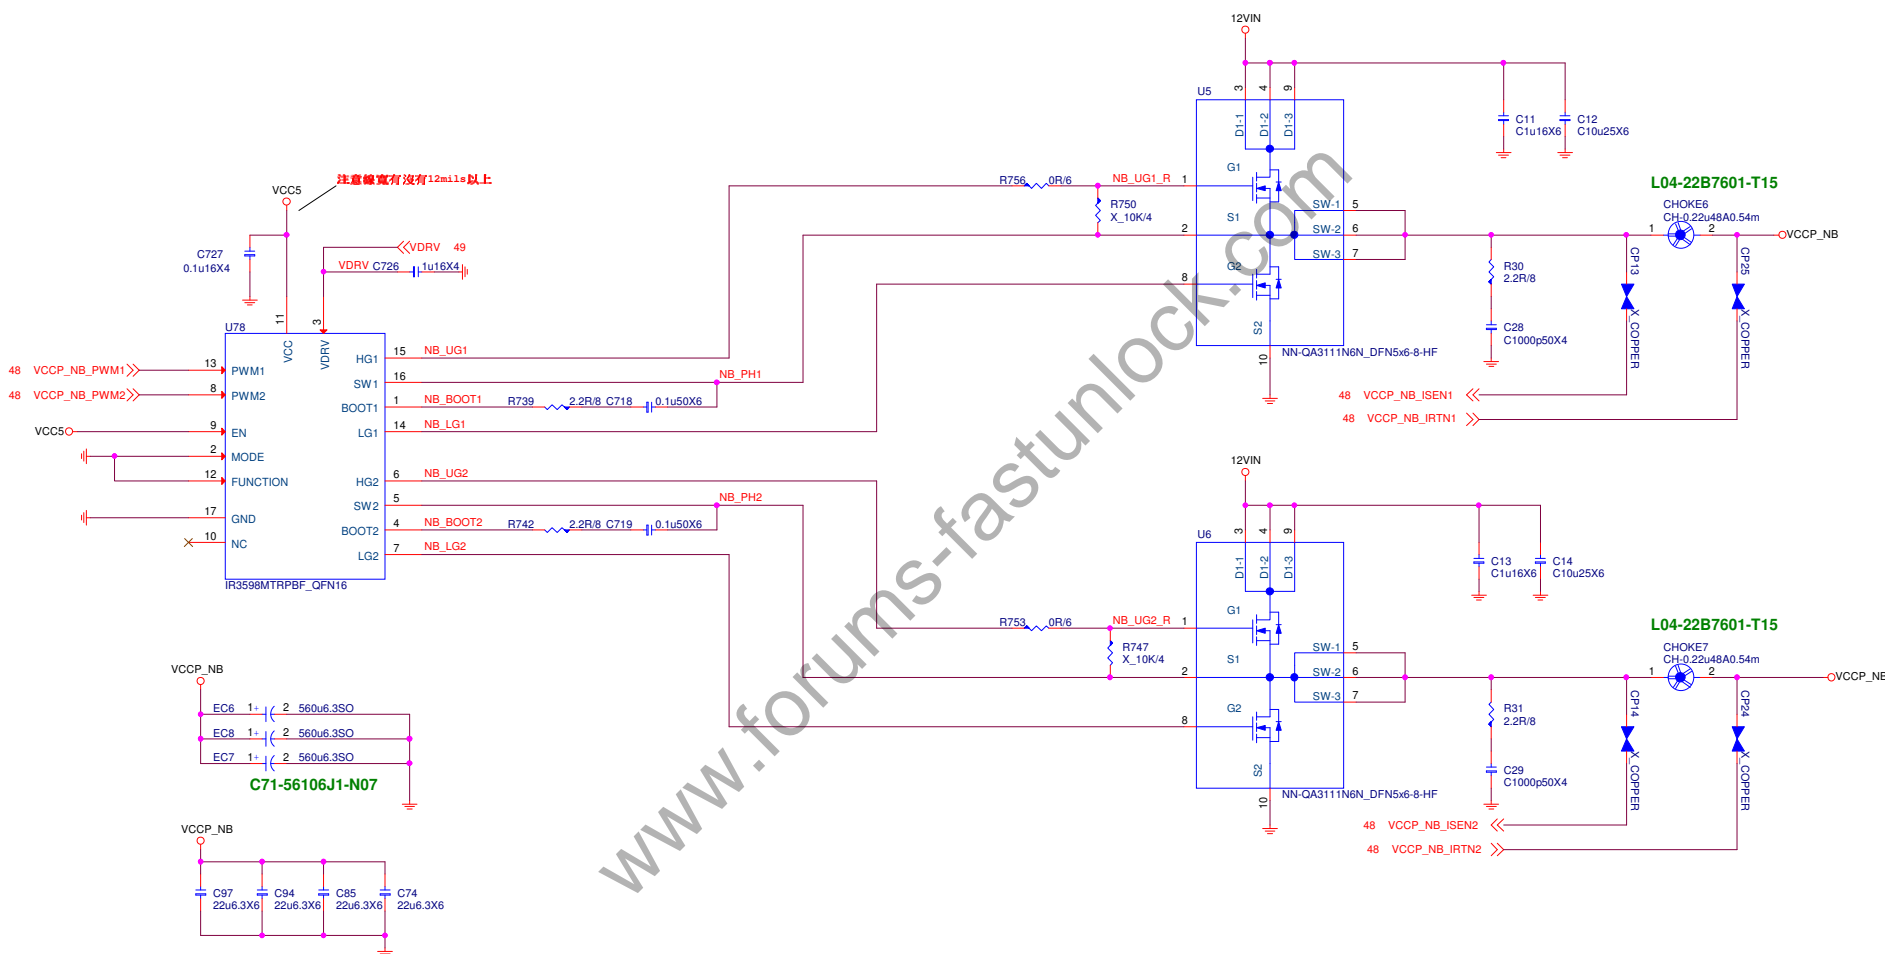 12VIN
U5
3
4
9
D1-1
D1-2
D1-3
G1
S1
G2
S2
1
2
8
10
SW-1 5
SW-2 6
SW-3 7
NN-QA3111N6N_DFN5x6-8-HF
C11
C1u16X6
C12
C10u25X6
L04-22B7601-T15
CHOKE6
CH-0.22u48A0.54m
1
2
VCCP_NB
R30
2.2R/8
C28
C1000p50X4
CP13
X_COPPER
CP25
X_COPPER
48 VCCP_NB_ISEN1
48 VCCP_NB_IRTN1
R756 0R/6
NB_UG1_R
R750
X_10K/4
注意線寬有沒有12mils以上
VCC5
C727
0.1u16X4
VDRV 49
VDRV C726 1u16X4
11
3
U78
VCC
VDRV
48 VCCP_NB_PWM1
13
PWM1
48 VCCP_NB_PWM2
8
PWM2
VCC5
9
EN
2
MODE
12
FUNCTION
17
GND
10
NC
HG1 15 NB_UG1
SW1 16 NB_PH1
BOOT1 1 NB_BOOT1 R739 2.2R/8 C718 0.1u50X6
LG1 14 NB_LG1
HG2 6 NB_UG2
SW2 5 NB_PH2
BOOT2 4 NB_BOOT2 R742 2.2R/8 C719 0.1u50X6
LG2 7 NB_LG2
IR3598MTRPBF_QFN16
12VIN
U6
3
4
9
D1-1
D1-2
D1-3
G1
S1
G2
S2
1
2
8
10
SW-1 5
SW-2 6
SW-3 7
NN-QA3111N6N_DFN5x6-8-HF
C13
C1u16X6
C14
C10u25X6
L04-22B7601-T15
CHOKE7
CH-0.22u48A0.54m
1
2
VCCP_NB
R31
2.2R/8
C29
C1000p50X4
CP14
X_COPPER
CP24
X_COPPER
48 VCCP_NB_ISEN2
48 VCCP_NB_IRTN2
R753 0R/6
NB_UG2_R
R747
X_10K/4
VCCP_NB
EC6 1+ 2 560u6.3SO
EC8 1+ 2 560u6.3SO
EC7 1+ 2 560u6.3SO
C71-56106J1-N07
VCCP_NB
C97
22u6.3X6
C94
22u6.3X6
C85
22u6.3X6
C74
22u6.3X6
www.forums-fastunlock.com